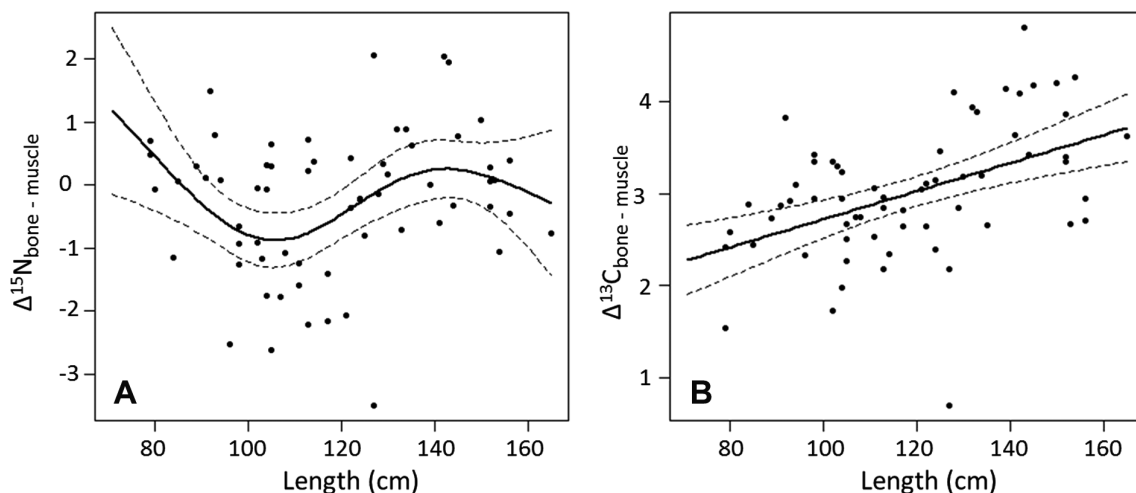 2
1
0
-1
-2
-3
Δ¹⁵Nbone - muscle
A
80 100 120 140 160
Length (cm)
4
3
2
1
Δ¹³Cbone - muscle
B
80 100 120 140 160
Length (cm)